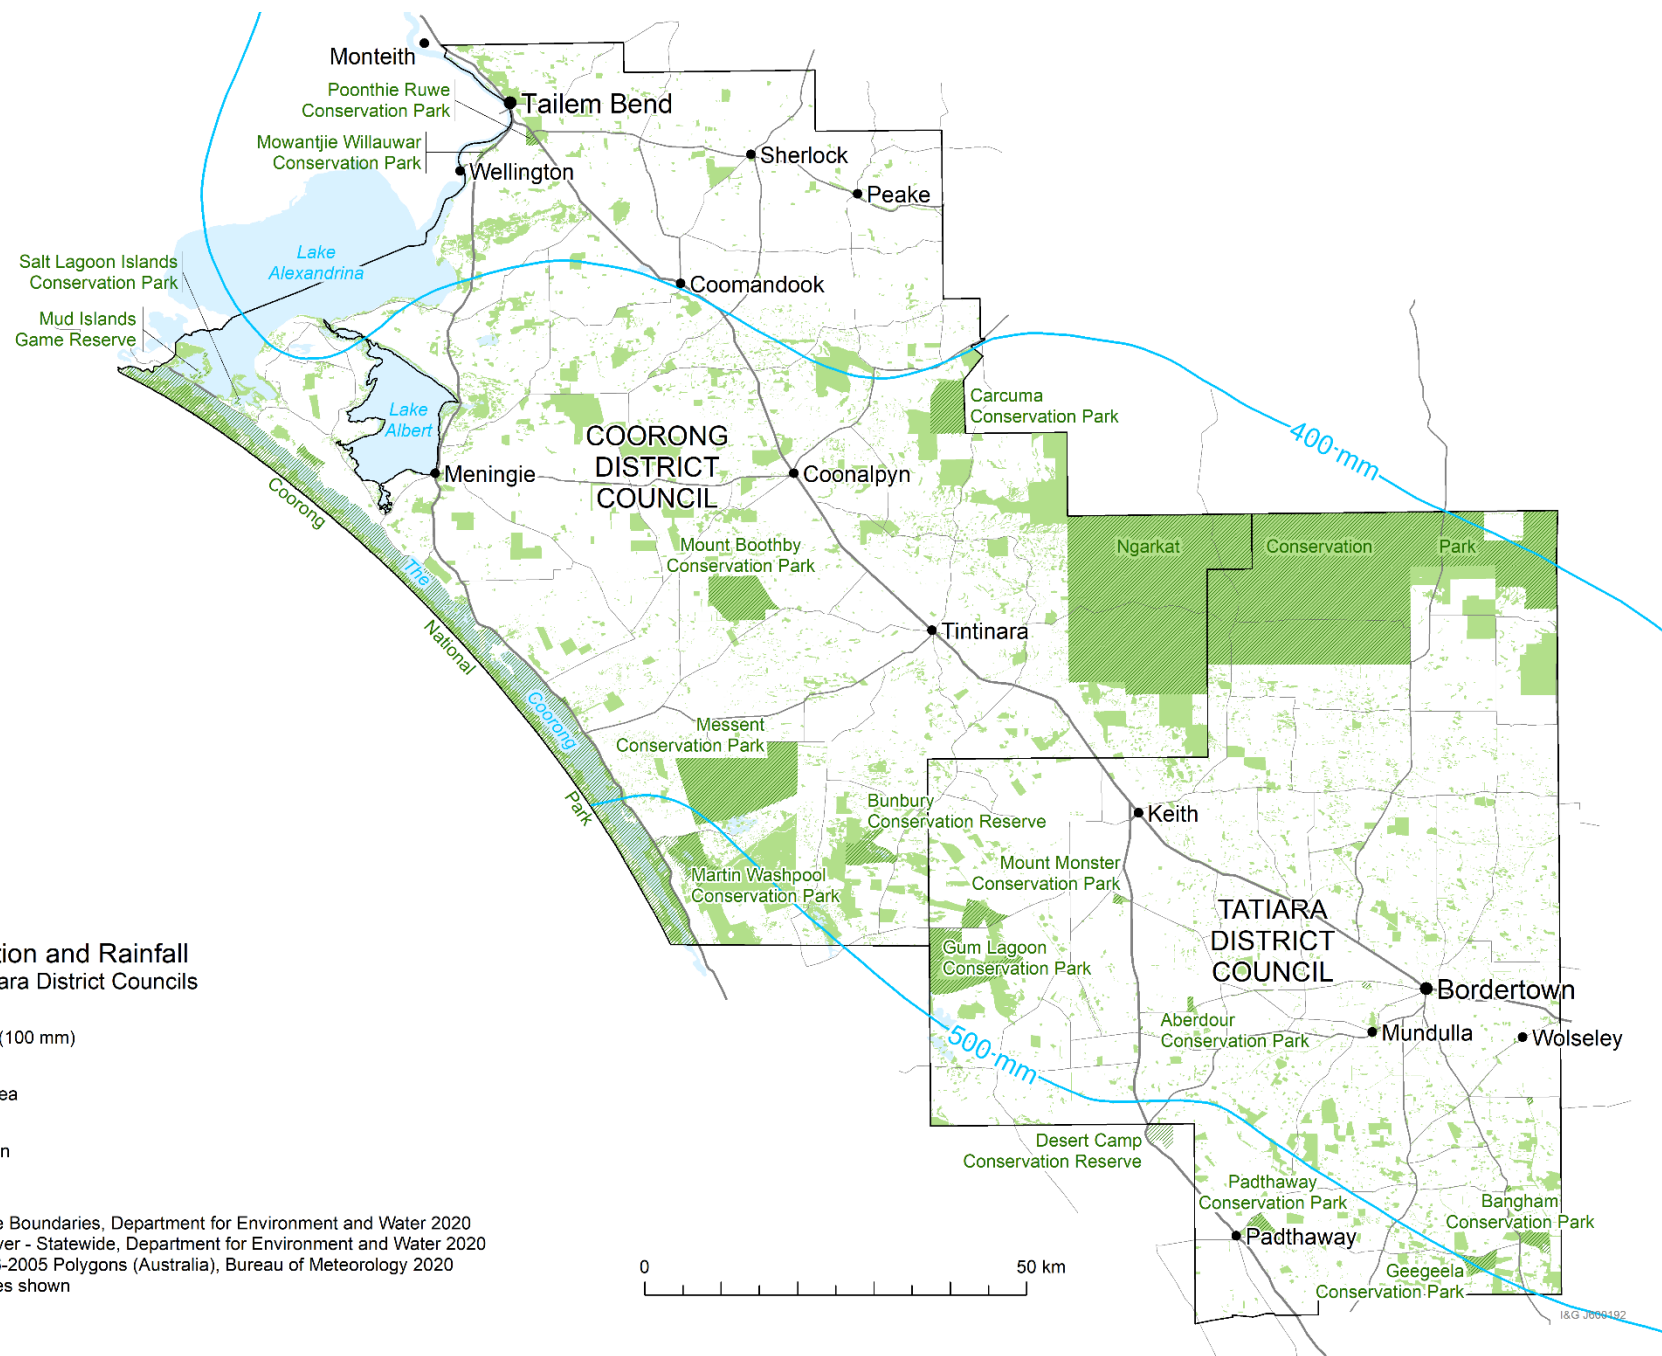 Monteith
Poonthie Ruwe
Conservation Park
Tailem Bend
Mowantjie Willauwar
Conservation Park
Sherlock
Wellington
Peake
Lake
Alexandrina
Salt Lagoon Islands
Conservation Park
Coomandook
Mud Islands
Game Reserve
Carcuma
Conservation Park
Lake
Albert
400 mm
COORONG
DISTRICT
COUNCIL
Meningie
Coonalpyn
Coorong
Mount Boothby
Conservation Park
Ngarkat
Conservation
Park
The
National
Tintinara
Coorong
Messent
Conservation Park
Park
Bunbury
Conservation Reserve
Keith
Mount Monster
Conservation Park
Martin Washpool
Conservation Park
TATIARA
DISTRICT
COUNCIL
Gum Lagoon
Conservation Park
tion and Rainfall
ara District Councils
Bordertown
Aberdour
Conservation Park
Mundulla
Wolseley
(100 mm)
500 mm
ea
Desert Camp
Conservation Reserve
n
Padthaway
Conservation Park
Bangham
Conservation Park
Padthaway
e Boundaries, Department for Environment and Water 2020
ver - Statewide, Department for Environment and Water 2020
6-2005 Polygons (Australia), Bureau of Meteorology 2020
es shown
0
50 km
Geegeela
Conservation Park